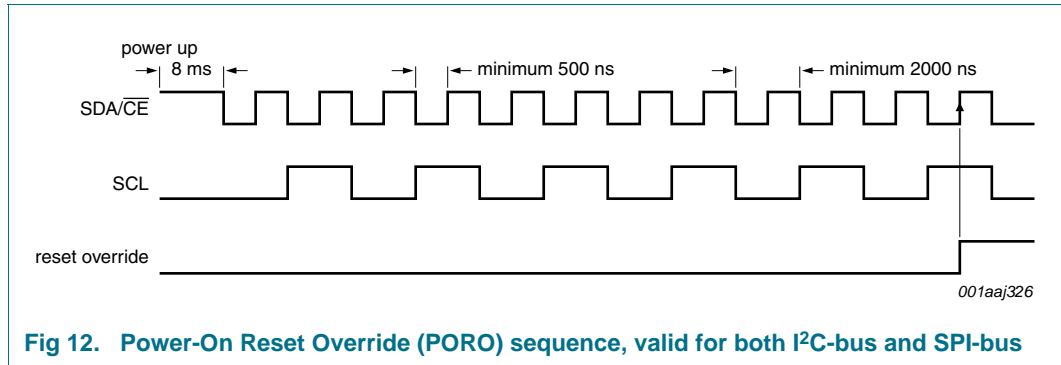 power up
8 ms
minimum 500 ns
minimum 2000 ns
SDA/CE
SCL
reset override
001aaj326
Fig 12. Power-On Reset Override (PORO) sequence, valid for both I2C-bus and SPI-bus